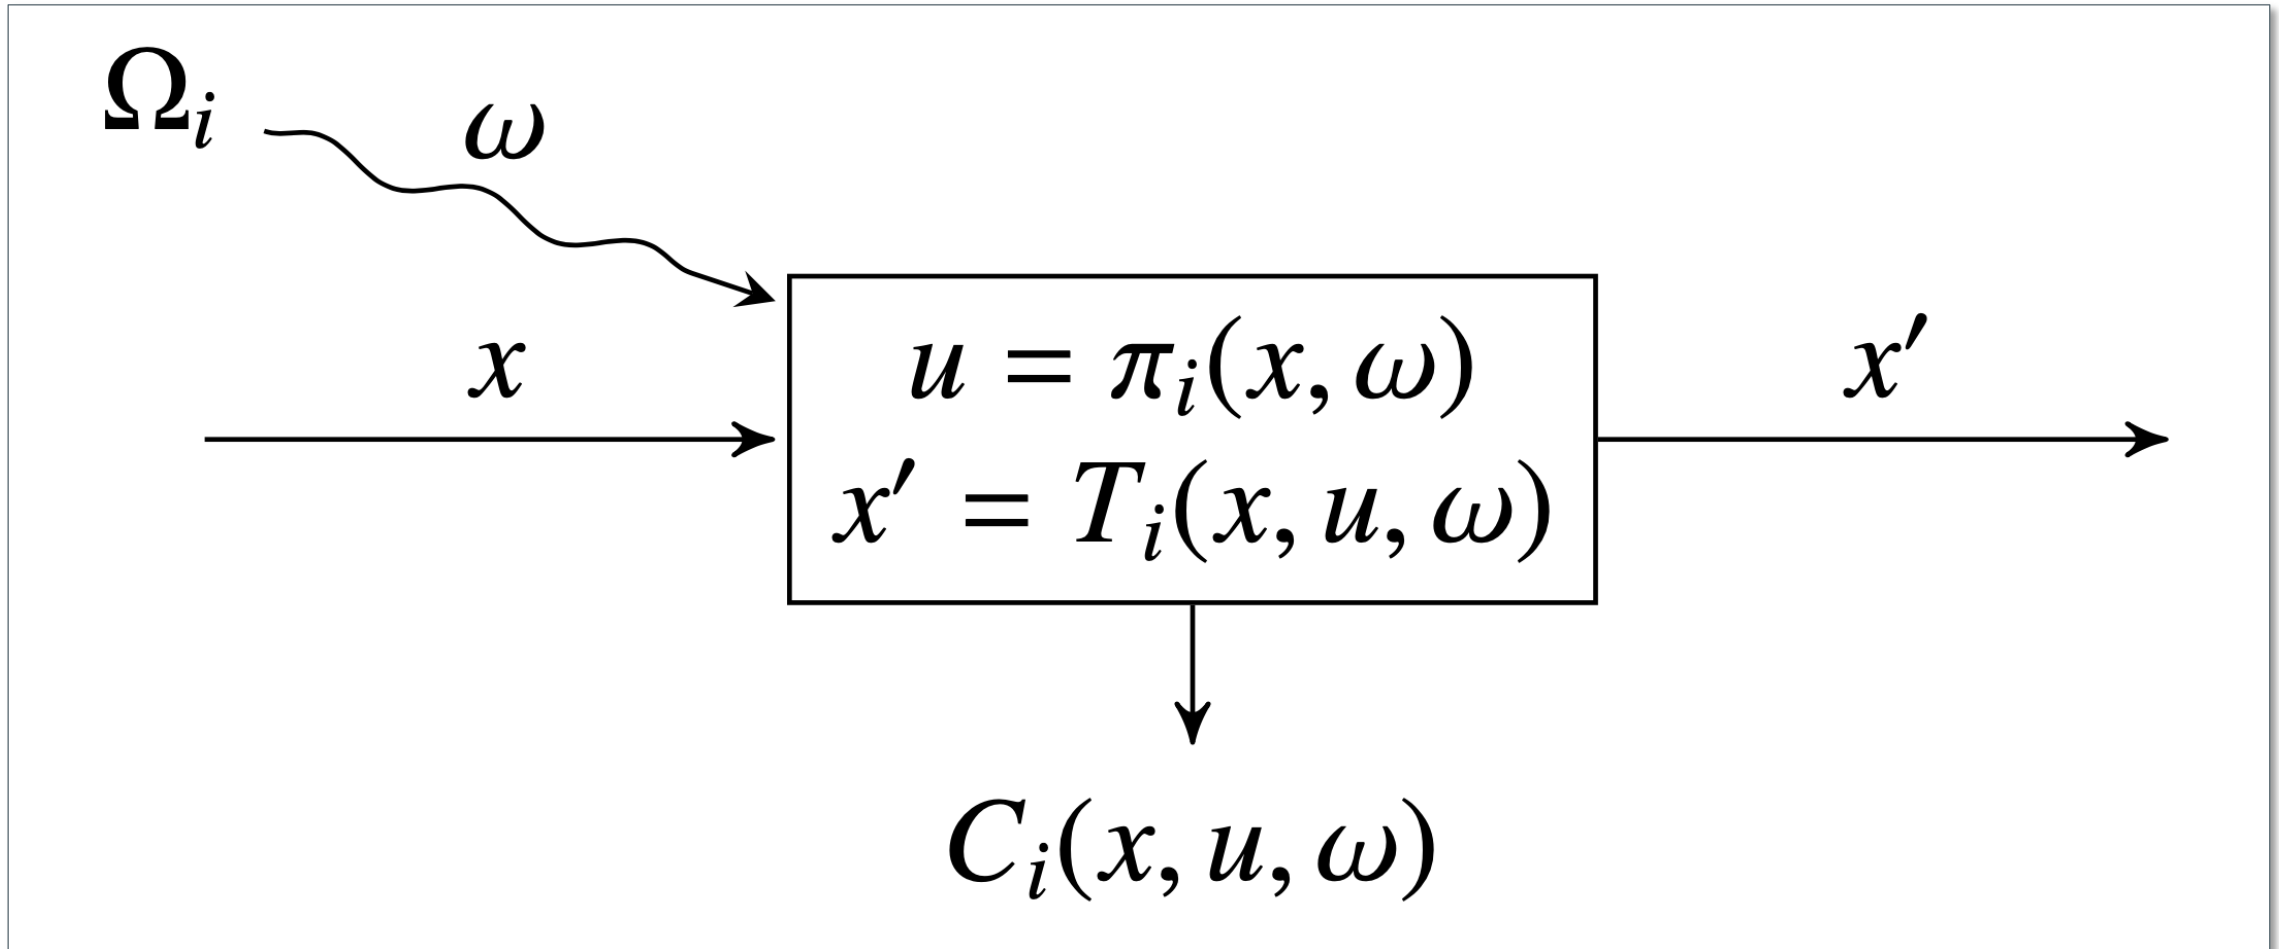 Ωᵢ
ω
x
u = πᵢ(x, ω)
x′ = Tᵢ(x, u, ω)
x′
Cᵢ(x, u, ω)